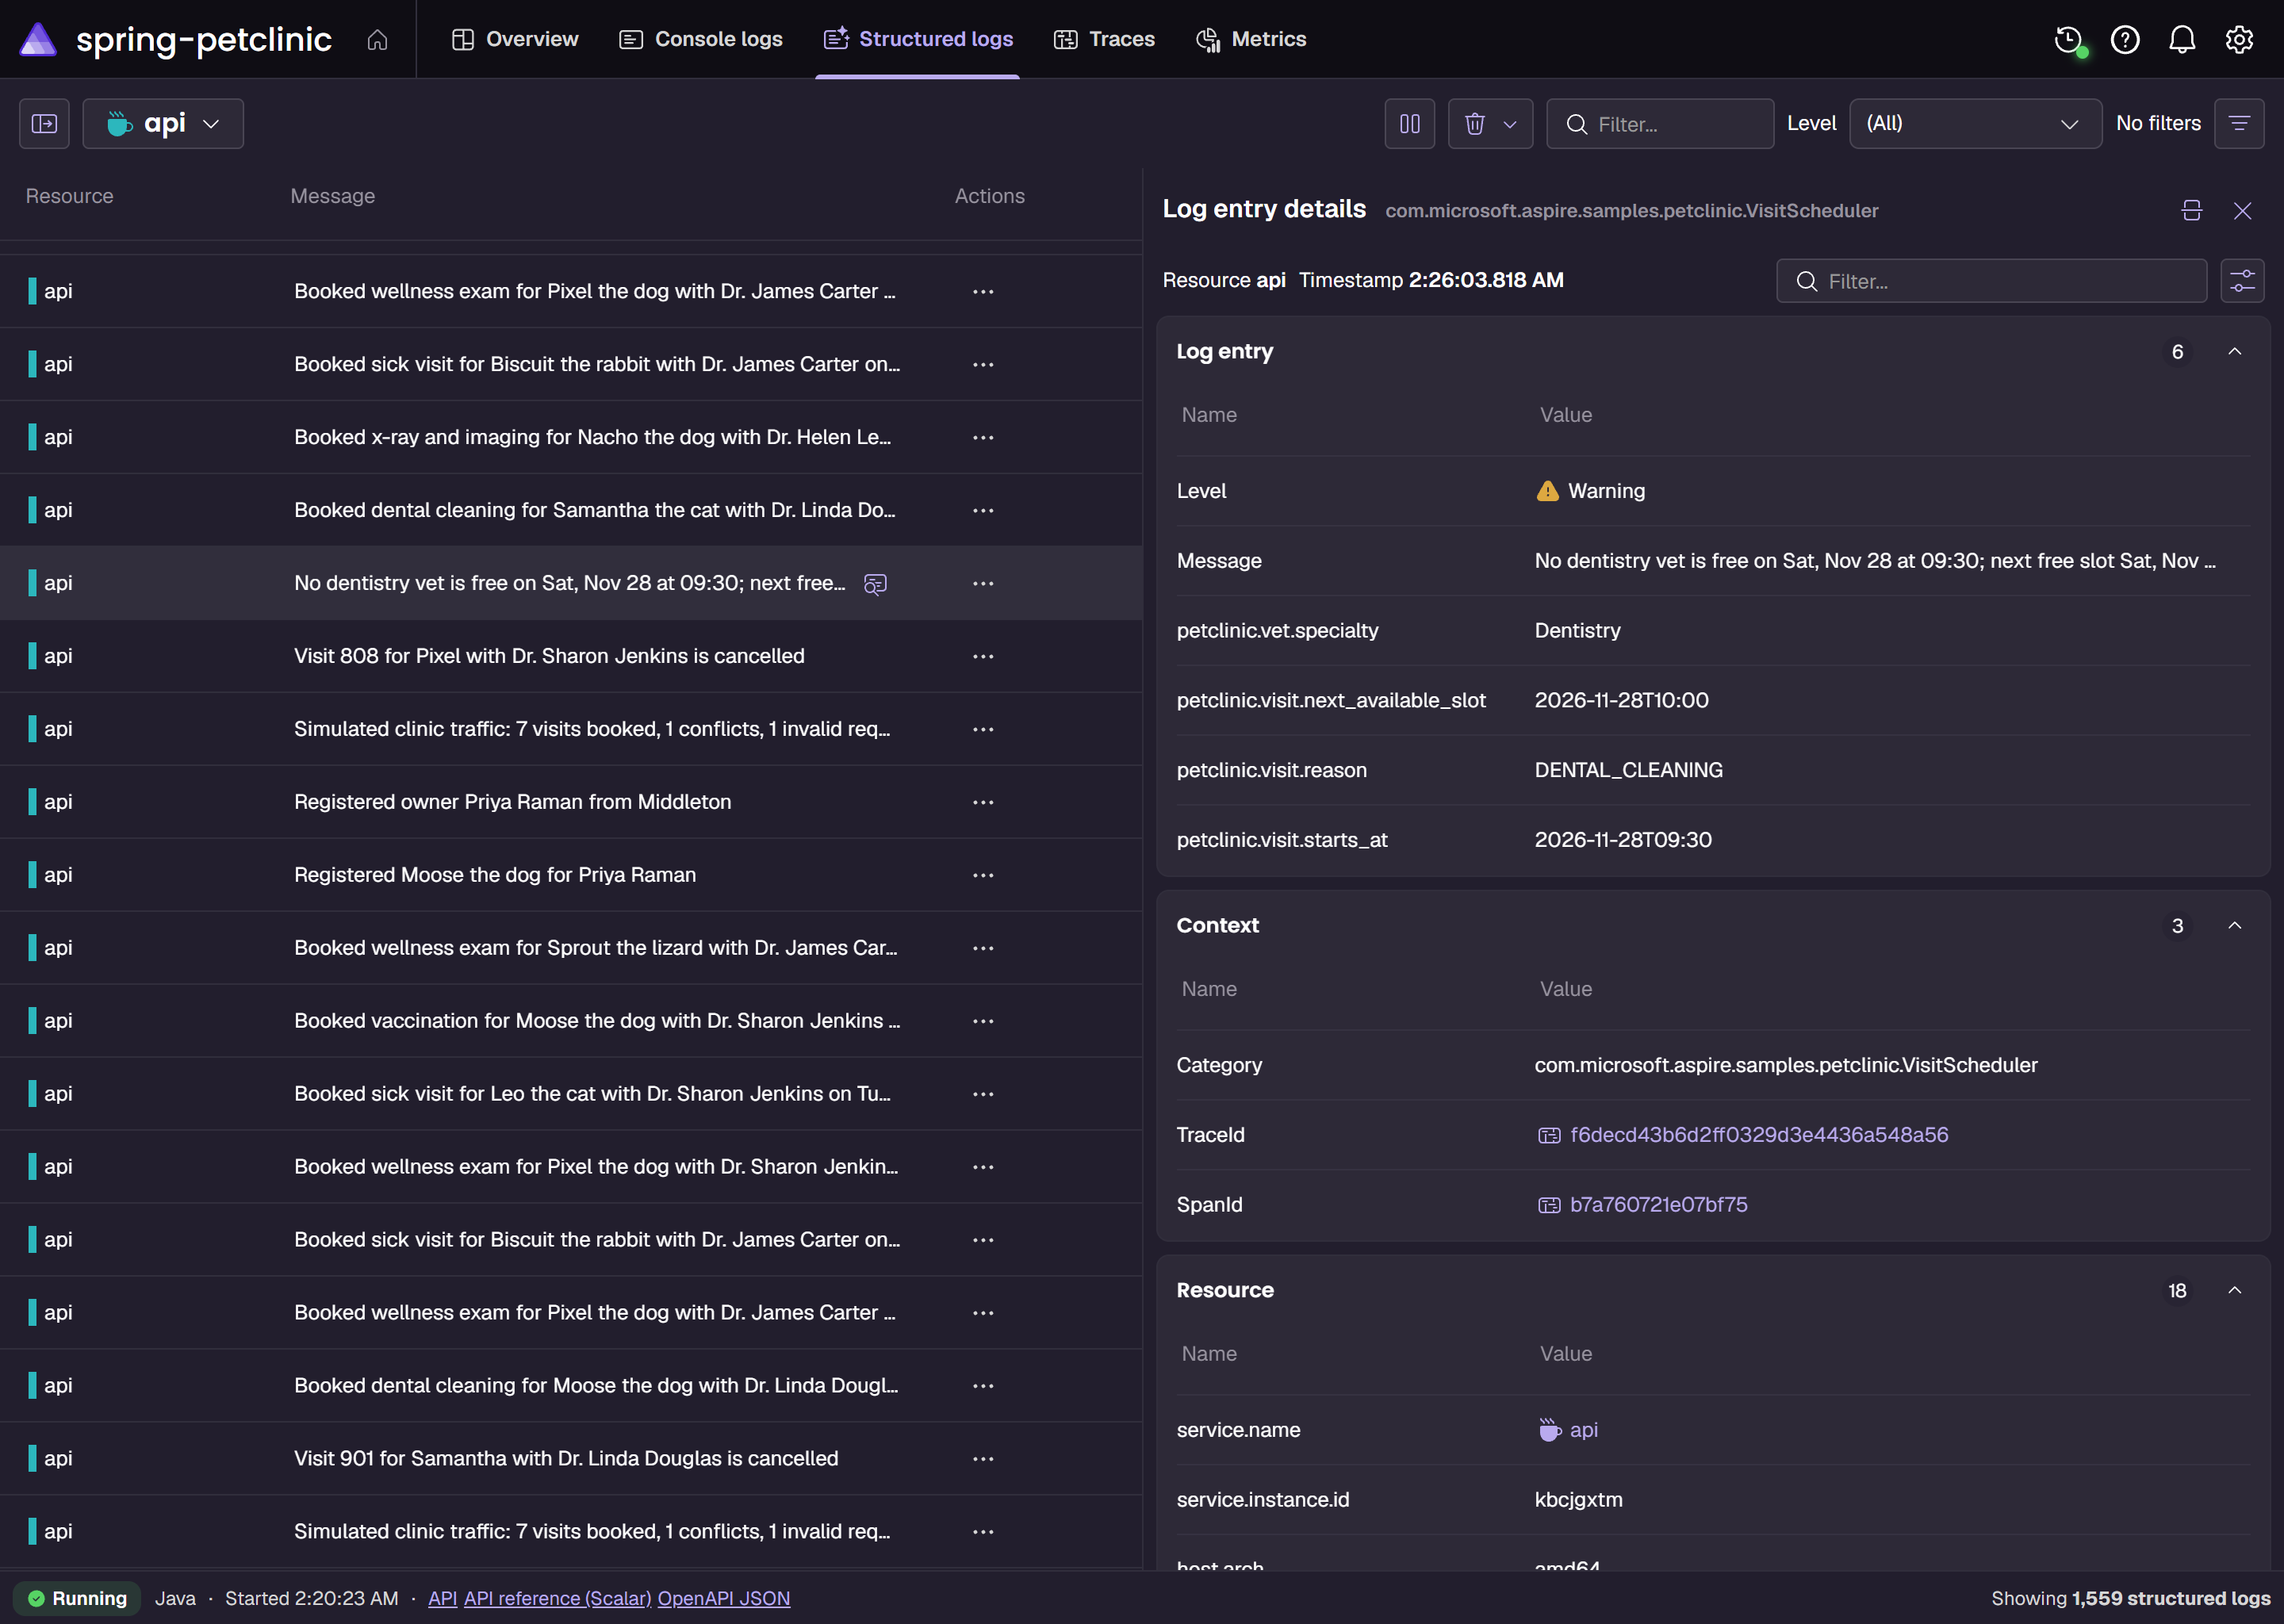 spring-petclinic
Overview
Console logs
Structured logs
Traces
Metrics
api
Filter...
Level
(All)
No filters
Resource Message Actions
api Booked wellness exam for Pixel the dog with Dr. James Carter ...
api Booked sick visit for Biscuit the rabbit with Dr. James Carter on...
api Booked x-ray and imaging for Nacho the dog with Dr. Helen Le...
api Booked dental cleaning for Samantha the cat with Dr. Linda Do...
api No dentistry vet is free on Sat, Nov 28 at 09:30; next free...
api Visit 808 for Pixel with Dr. Sharon Jenkins is cancelled
api Simulated clinic traffic: 7 visits booked, 1 conflicts, 1 invalid req...
api Registered owner Priya Raman from Middleton
api Registered Moose the dog for Priya Raman
api Booked wellness exam for Sprout the lizard with Dr. James Car...
api Booked vaccination for Moose the dog with Dr. Sharon Jenkins ...
api Booked sick visit for Leo the cat with Dr. Sharon Jenkins on Tu...
api Booked wellness exam for Pixel the dog with Dr. Sharon Jenkin...
api Booked sick visit for Biscuit the rabbit with Dr. James Carter on...
api Booked wellness exam for Pixel the dog with Dr. James Carter ...
api Booked dental cleaning for Moose the dog with Dr. Linda Dougl...
api Visit 901 for Samantha with Dr. Linda Douglas is cancelled
api Simulated clinic traffic: 7 visits booked, 1 conflicts, 1 invalid req...
Log entry details com.microsoft.aspire.samples.petclinic.VisitScheduler
Resource api Timestamp 2:26:03.818 AM
Filter...
Log entry 6
Name Value
Level Warning
Message No dentistry vet is free on Sat, Nov 28 at 09:30; next free slot Sat, Nov ...
petclinic.vet.specialty Dentistry
petclinic.visit.next_available_slot 2026-11-28T10:00
petclinic.visit.reason DENTAL_CLEANING
petclinic.visit.starts_at 2026-11-28T09:30
Context 3
Name Value
Category com.microsoft.aspire.samples.petclinic.VisitScheduler
TraceId f6decd43b6d2ff0329d3e4436a548a56
SpanId b7a760721e07bf75
Resource 18
Name Value
service.name api
service.instance.id kbcjgxtm
host.arch amd64
Running Java · Started 2:20:23 AM · API API reference (Scalar) OpenAPI JSON
Showing 1,559 structured logs